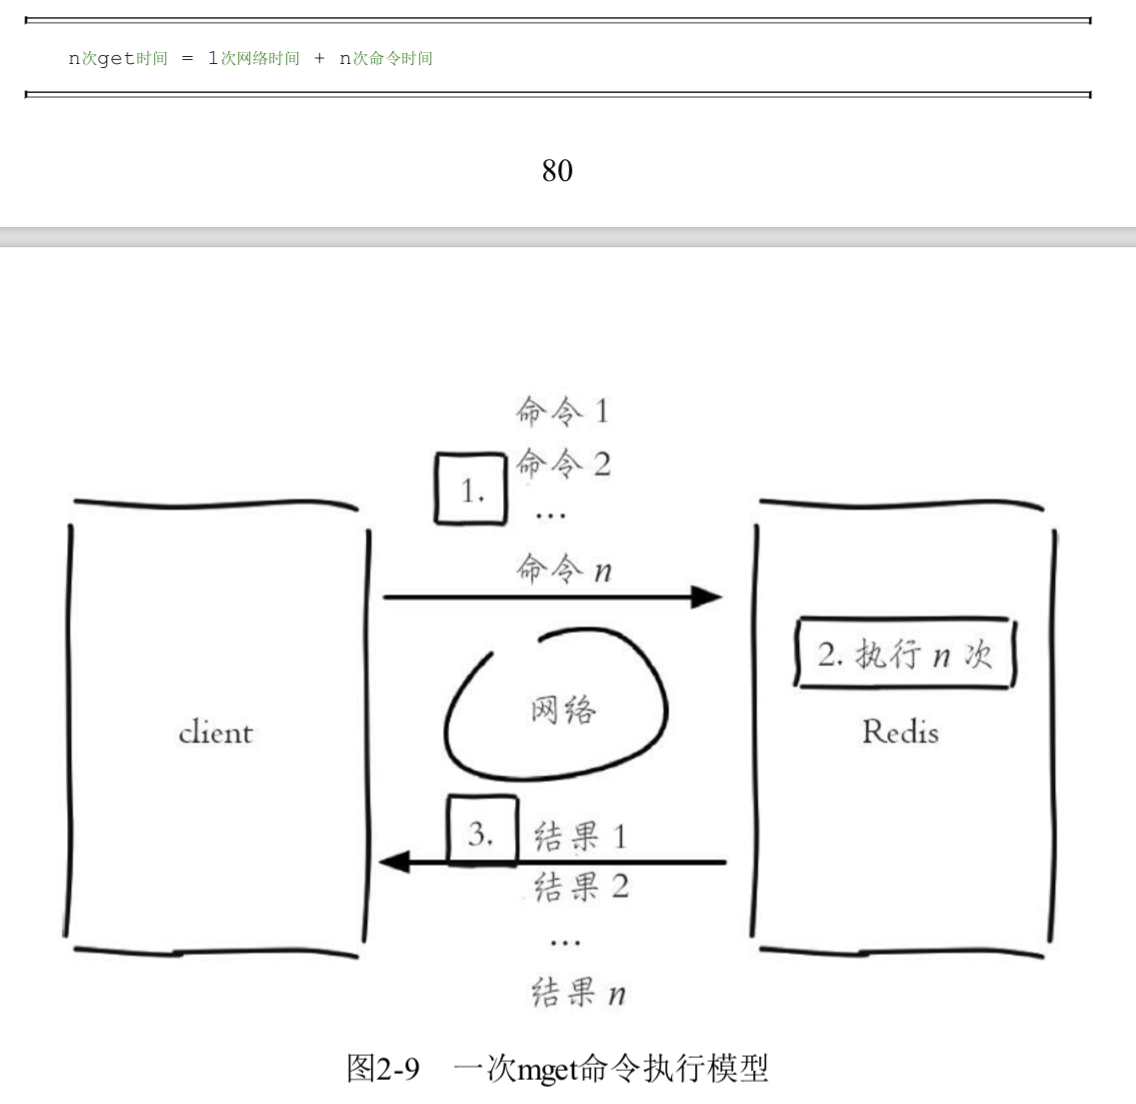 n次get时间 = 1次网络时间 + n次命令时间
80
命令 1
1.
命令 2
...
命令 n
2. 执行 n 次
网络
client
Redis
3.
结果 1
结果 2
...
结果 n
图2-9 一次mget命令执行模型